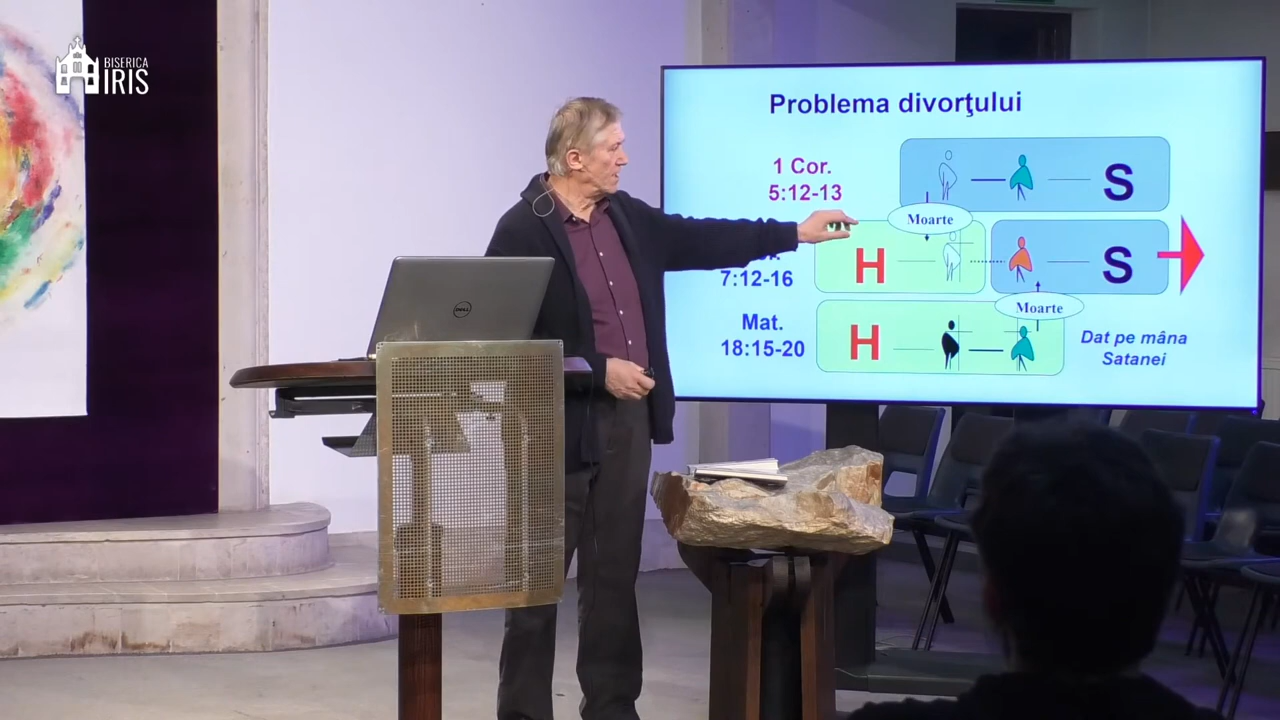 BISERICA
IRIS
Problema divorţului
1 Cor.
5:12-13
S
Moarte
H
S
7:12-16
Moarte
Mat.
18:15-20
H
Dat pe mâna
Satanei
DELL